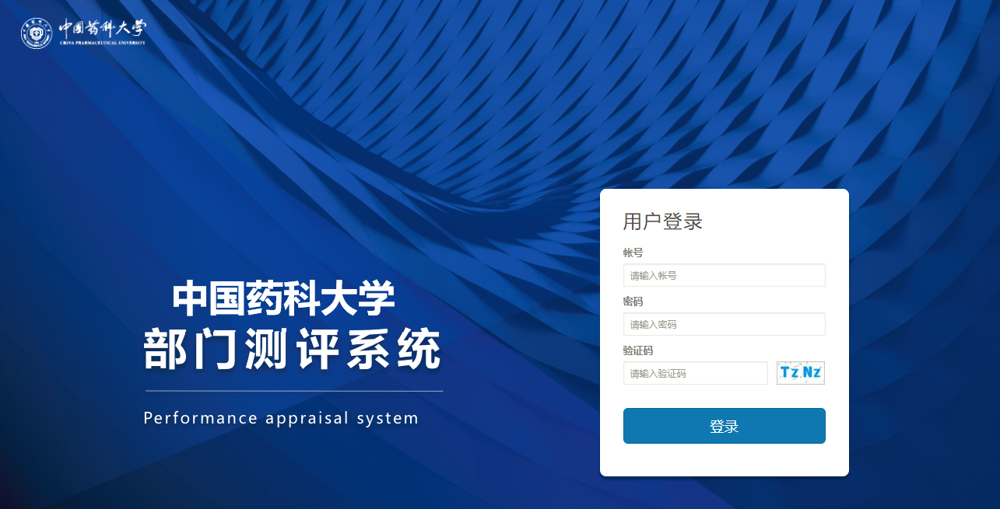 中国药科大学
CHINA PHARMACEUTICAL UNIVERSITY
中国药科大学
部门测评系统
Performance appraisal system
用户登录
帐号
请输入帐号
密码
请输入密码
验证码
请输入验证码
TzNz
登录